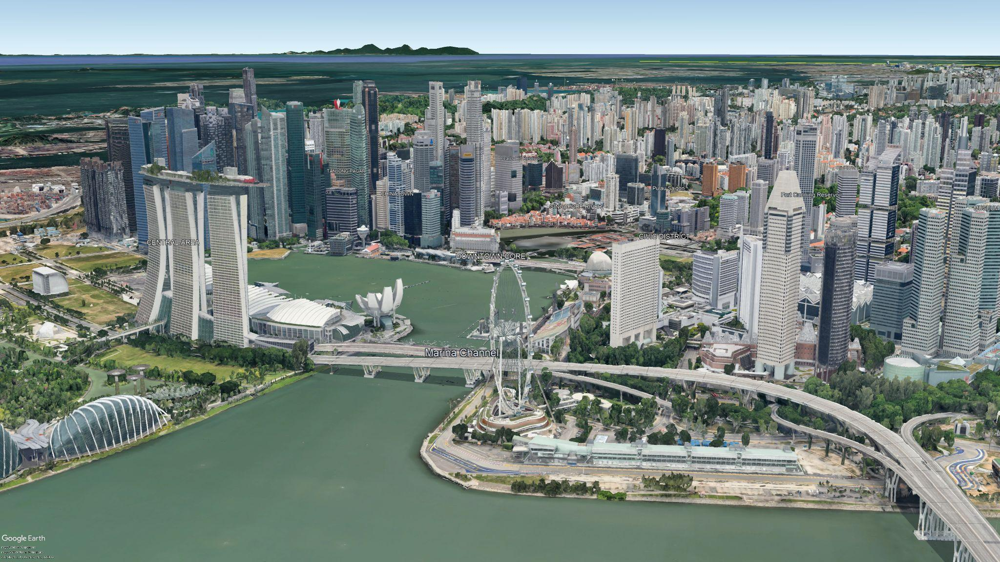 Pearl's Hill Reservoir
RIVER VALLEY
TANJONG PAGAR
Pulau Saigon
CHINATOWN
Fort Canning Reservoir
SINGAPORE RIVER
MUSEUM
CIVIC DISTRICT
CENTRAL AREA
DOWNTOWN CORE
Marina Channel
Google Earth